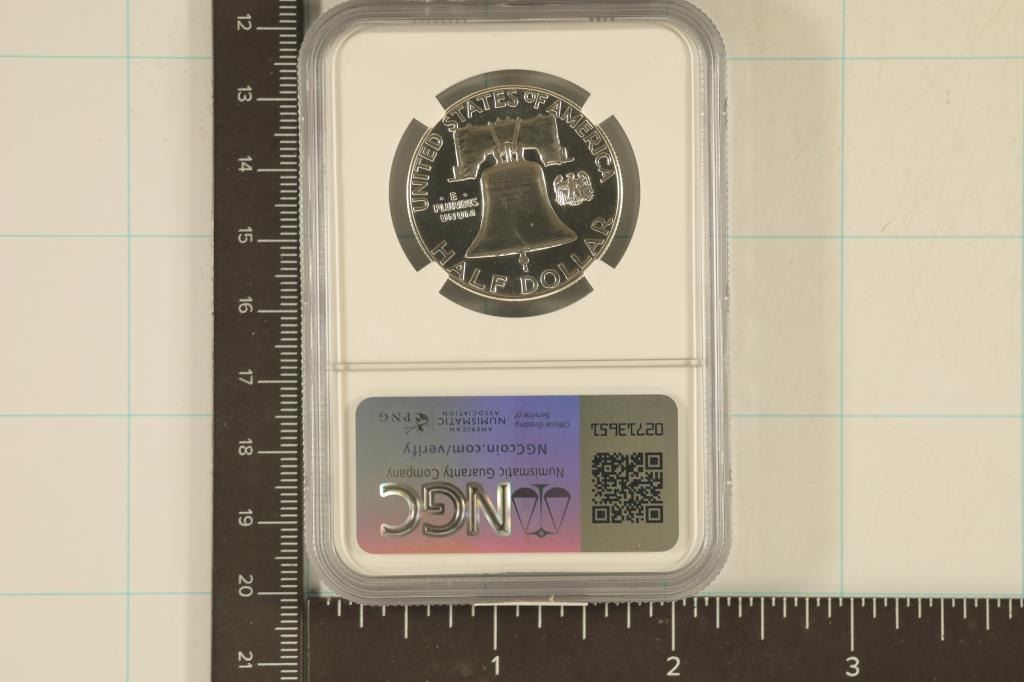 UNITED STATES OF AMERICA
· E ·
PLURIBUS
UNUM
HALF DOLLAR
NGC
Numismatic Guaranty Company
NGCcoin.com/verify
Official Grading
Service of
AMERICAN
NUMISMATIC
ASSOCIATION
PNG
02713651
12
13
14
15
16
17
18
19
20
21
1
2
3